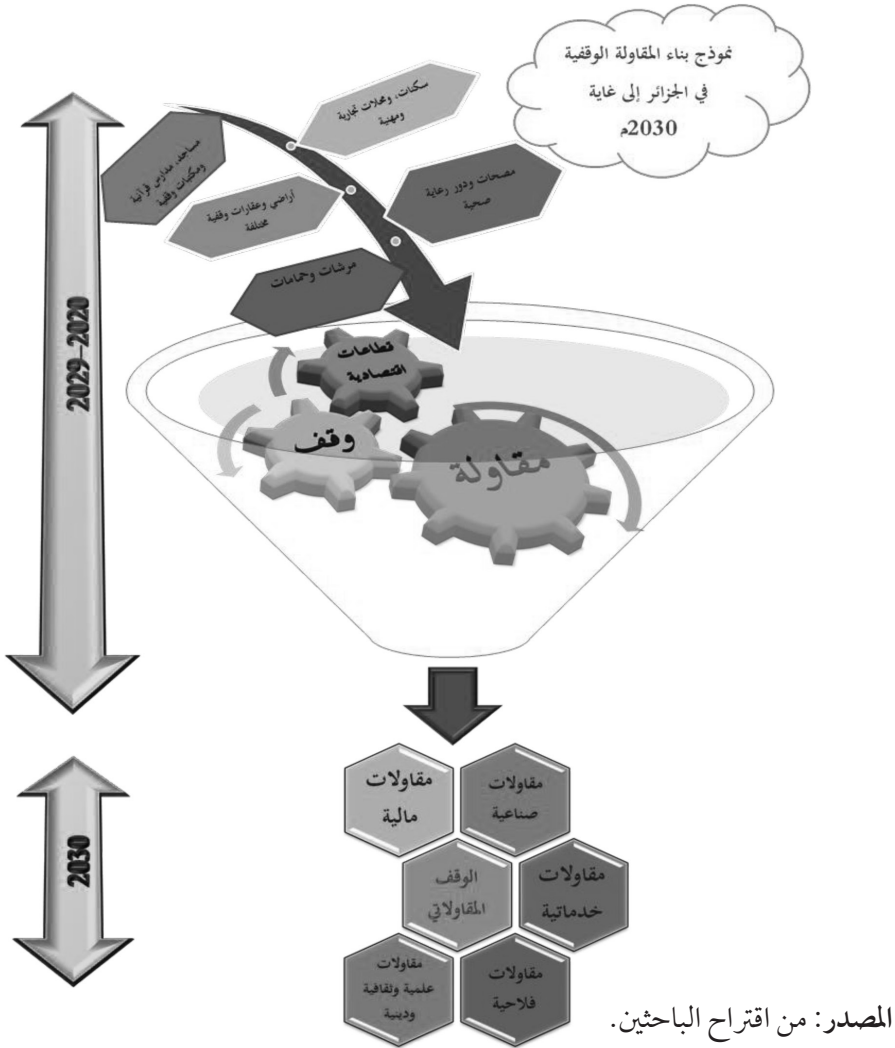 نموذج بناء المقاولة الوقفية
في الجزائر إلى غاية
2030م
سكنات، ومحلات تجارية
ومهنية
مساجد، مدارس قرآنية
ومكتبات وقفية
أراضي وعقارات وقفية
مختلفة
مصحات ودور رعاية
صحية
مرشات وحمامات
2029–2020
قطاعات
اقتصادية
وقف
مقاولة
2030
مقاولات
مالية
مقاولات
صناعية
الوقف
المقاولاتي
مقاولات
خدماتية
مقاولات
علمية وثقافية
ودينية
مقاولات
فلاحية
المصدر: من اقتراح الباحثين.